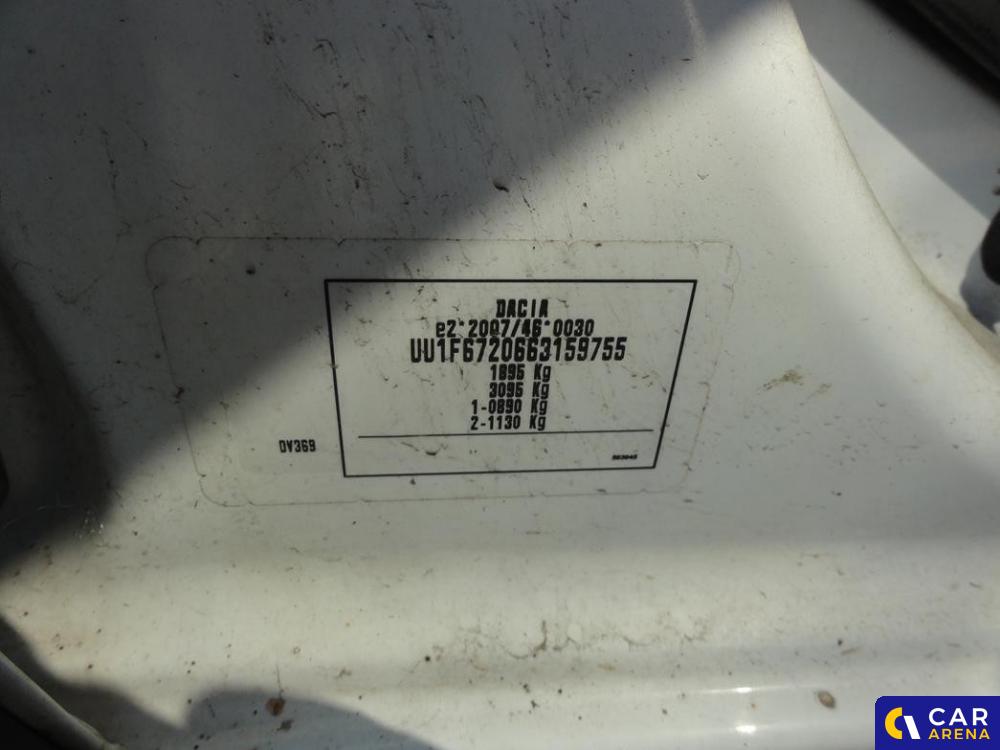 DACIA
e2*2007/46*0030
UU1F6720663159755
1895 Kg
3095 Kg
1-0890 Kg
2-1130 Kg
DV369
CAR
ARENA